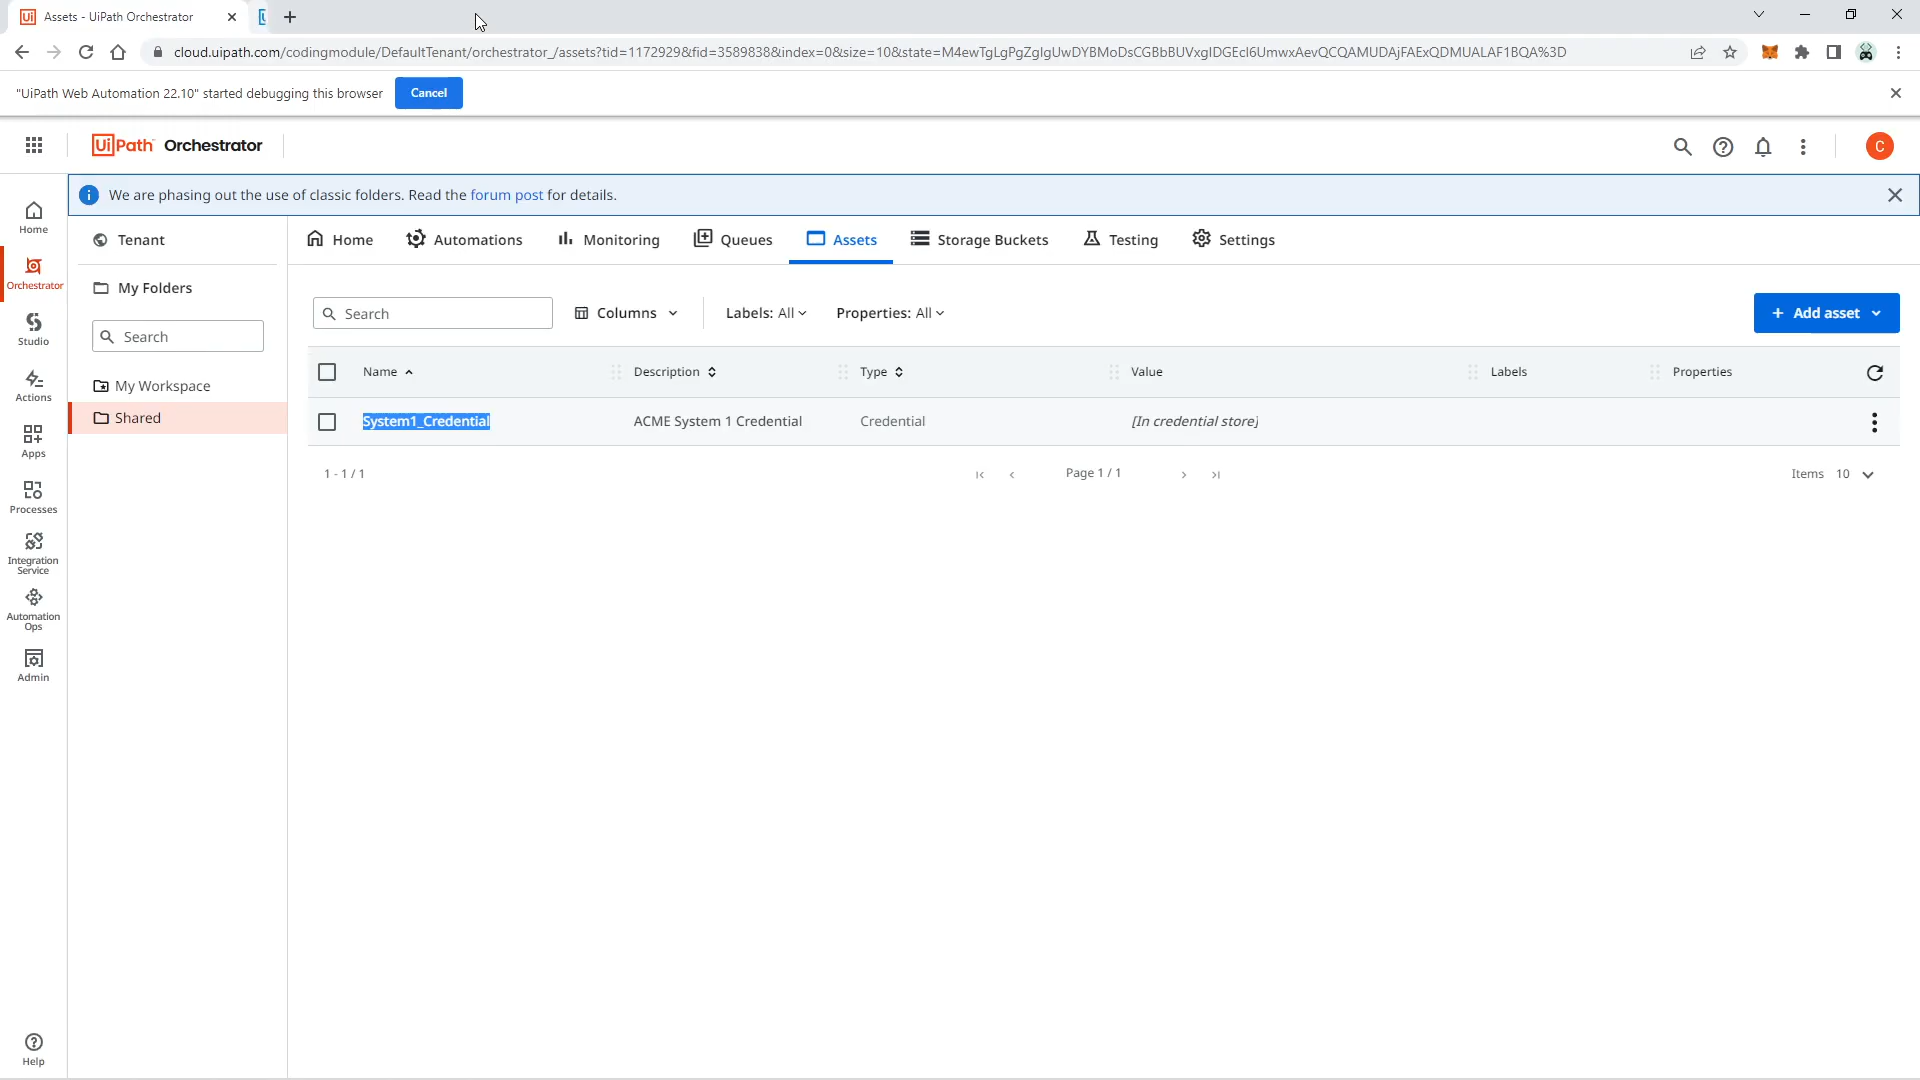 Assets - UiPath Orchestrator
cloud.uipath.com/codingmodule/DefaultTenant/orchestrator_/assets?tid=1172929&fid=3589838&index=0&size=10&state=M4ewTgLgPgZgIgUwDYBMoDsCGBbBUVxgIDGEcI6UmwxAevQCQAMUDAjFAExQDMUALAF1BQA%3D
"UiPath Web Automation 22.10" started debugging this browser
Cancel
UiPath Orchestrator
C
We are phasing out the use of classic folders. Read the forum post for details.
Home
Orchestrator
Studio
Actions
Apps
Processes
Integration
Service
Automation
Ops
Admin
Help
Tenant
My Folders
Search
My Workspace
Shared
Home Automations Monitoring Queues Assets Storage Buckets Testing Settings
Search Columns Labels: All Properties: All + Add asset
Name Description Type Value Labels Properties
System1_Credential ACME System 1 Credential Credential [In credential store]
1 - 1 / 1 Page 1 / 1 Items 10